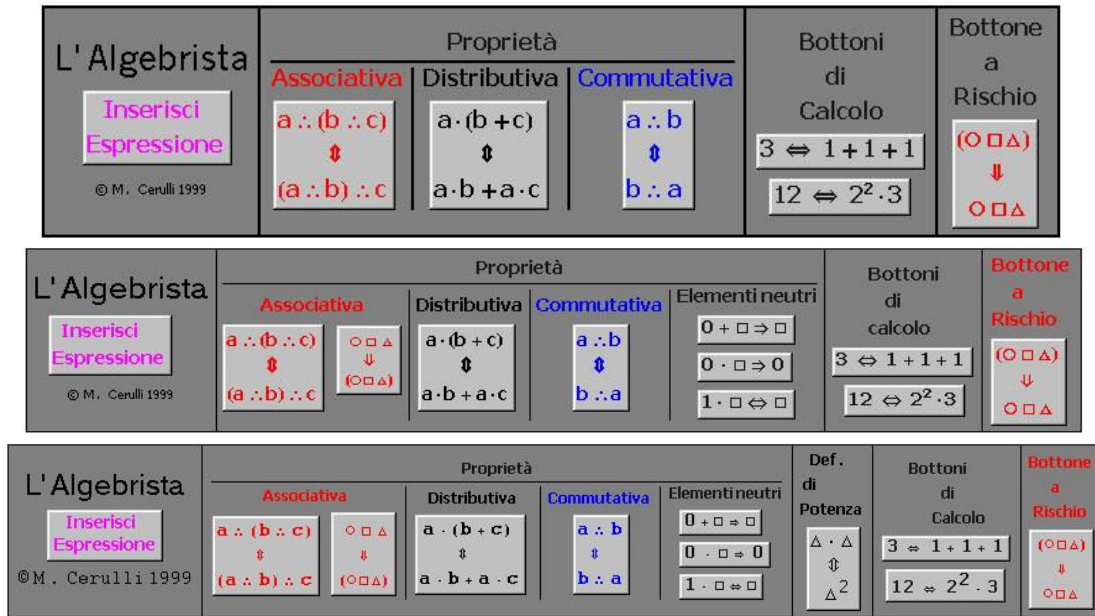 L'Algebrista
Inserisci
Espressione
© M. Cerulli 1999
Proprietà
Associativa
a ∴ (b ∴ c)
⇕
(a ∴ b) ∴ c
Distributiva
a · (b + c)
⇕
a · b + a · c
Commutativa
a ∴ b
⇕
b ∴ a
Bottoni
di
Calcolo
3 ⇔ 1 + 1 + 1
12 ⇔ 2² · 3
Bottone
a
Rischio
(○ □ △)
⇓
○ □ △
L'Algebrista
Inserisci
Espressione
© M. Cerulli 1999
Proprietà
Associativa
a ∴ (b ∴ c)
⇕
(a ∴ b) ∴ c
○ □ △
⇓
(○ □ △)
Distributiva
a · (b + c)
⇕
a · b + a · c
Commutativa
a ∴ b
⇕
b ∴ a
Elementi neutri
0 + □ ⇒ □
0 · □ ⇒ 0
1 · □ ⇔ □
Bottoni
di
calcolo
3 ⇔ 1 + 1 + 1
12 ⇔ 2² · 3
Bottone
a
Rischio
(○ □ △)
⇓
○ □ △
L'Algebrista
Inserisci
Espressione
© M. Cerulli 1999
Proprietà
Associativa
a ∴ (b ∴ c)
⇕
(a ∴ b) ∴ c
○ □ △
⇓
(○ □ △)
Distributiva
a · (b + c)
⇕
a · b + a · c
Commutativa
a ∴ b
⇕
b ∴ a
Elementi neutri
0 + □ ⇒ □
0 · □ ⇒ 0
1 · □ ⇔ □
Def.
di
Potenza
△ · △
⇕
△²
Bottoni
di
Calcolo
3 ⇔ 1 + 1 + 1
12 ⇔ 2² · 3
Bottone
a
Rischio
(○ □ △)
⇓
○ □ △